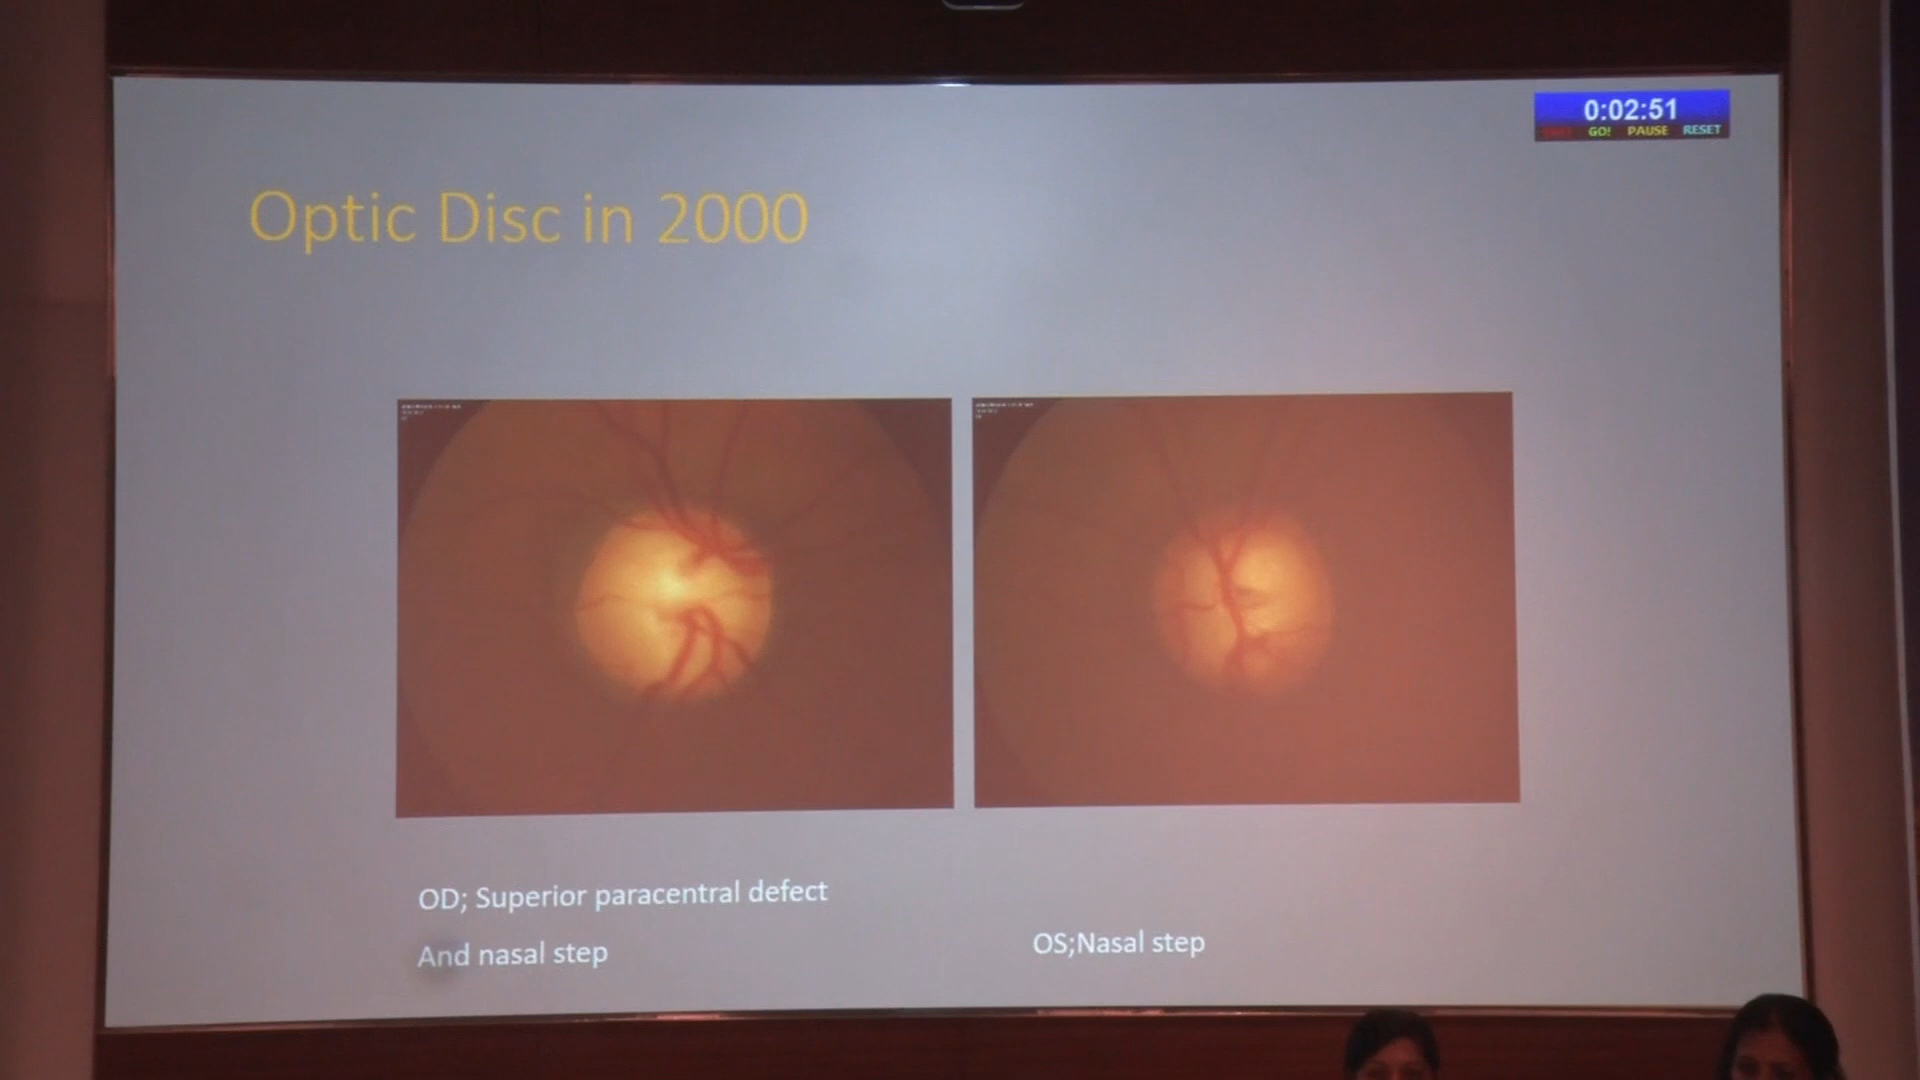 0:02:51
GO! PAUSE RESET
Optic Disc in 2000
OD; Superior paracentral defect
And nasal step
OS;Nasal step